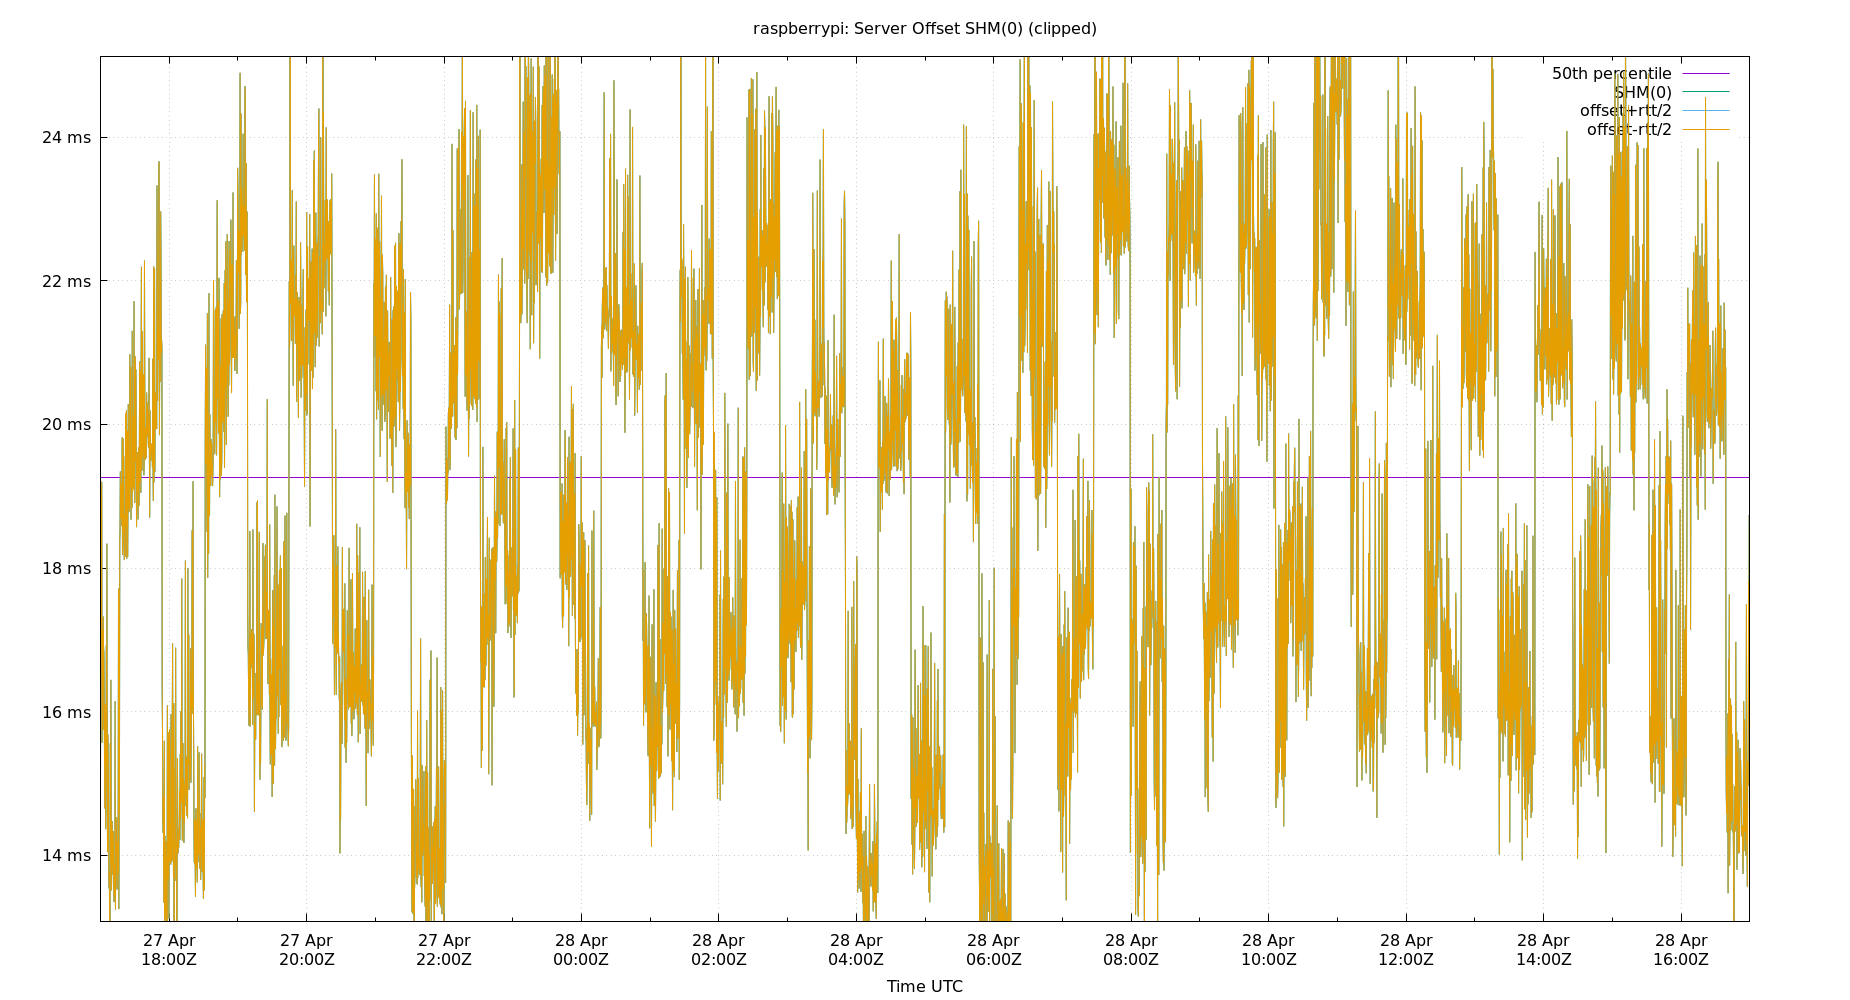 raspberrypi: Server Offset SHM(0) (clipped)
50th percentile
SHM(0)
offset+rtt/2
offset-rtt/2
24 ms
22 ms
20 ms
18 ms
16 ms
14 ms
27 Apr 27 Apr 27 Apr 28 Apr 28 Apr 28 Apr 28 Apr 28 Apr 28 Apr 28 Apr 28 Apr 28 Apr
18:00Z 20:00Z 22:00Z 00:00Z 02:00Z 04:00Z 06:00Z 08:00Z 10:00Z 12:00Z 14:00Z 16:00Z
Time UTC